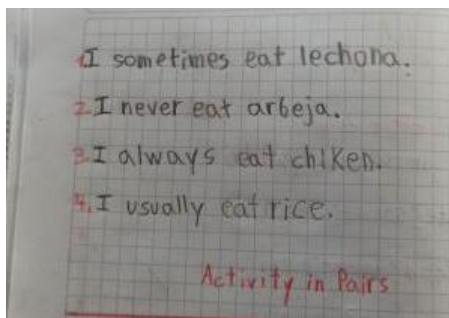 1. I sometimes eat lechona.
2. I never eat arbeja.
3. I always eat chiken.
4. I usually eat rice.
Activity in Pairs